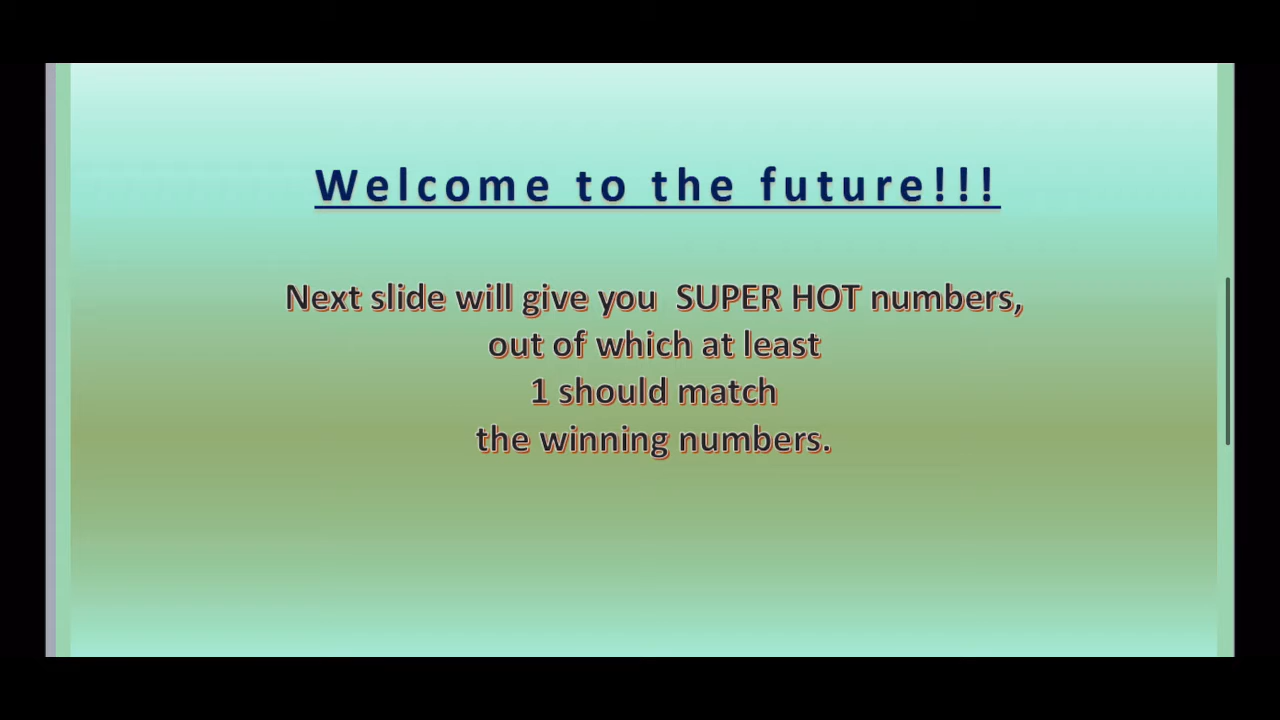 Welcome to the future!!!
Next slide will give you SUPER HOT numbers,
out of which at least
1 should match
the winning numbers.